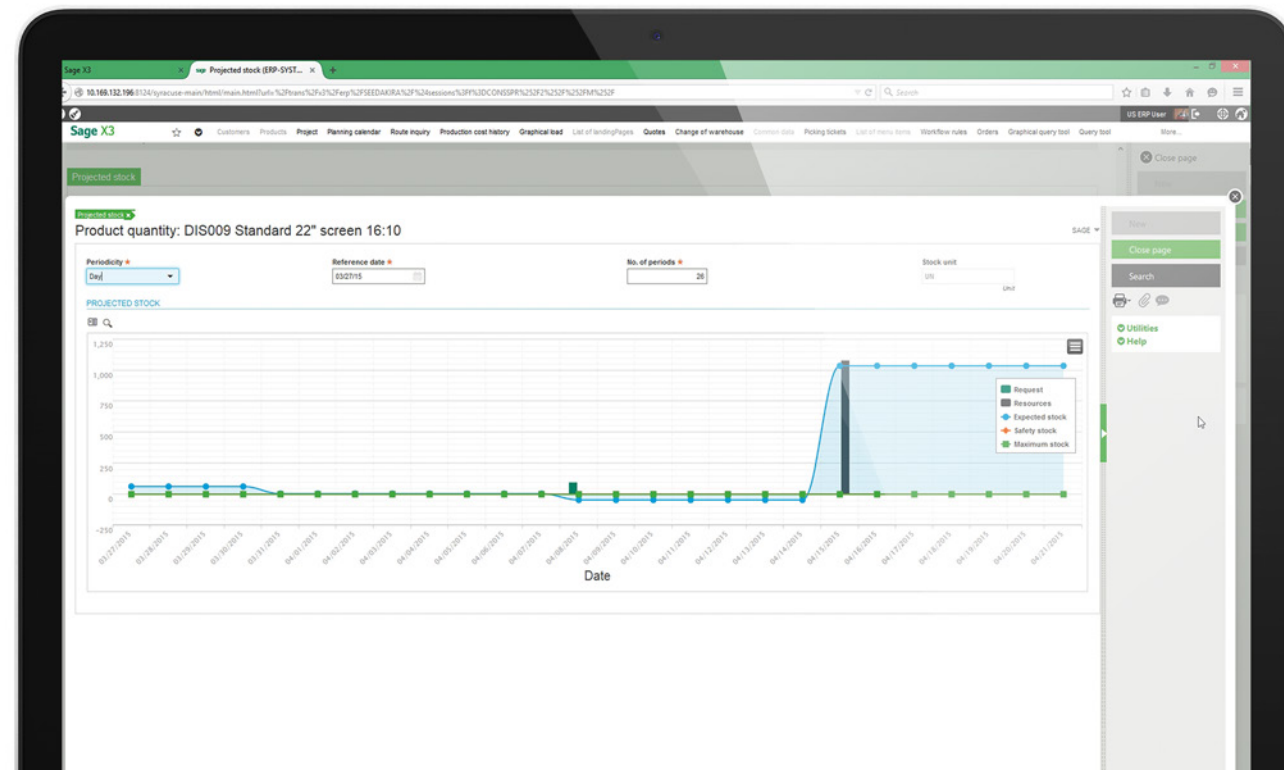 Sage X3 × sage Projected stock (ERP-SYST... × +
10.169.132.196:8124/syracuse-main/html/main.html?url=%2Ftrans%2Fx3%2Ferp%2FSEEDAKIRA%2F%24sessions%3Ff%3DCONSSPR%252F2%252F%252FM%252F Search
US ERP User
Sage X3 Customers Products Project Planning calendar Route inquiry Production cost history Graphical load List of lendingPages Quotes Change of warehouse Common data Picking tickets List of menu items Workflow rules Orders Graphical query tool Query tool More...
Close page
Projected stock
New
Projected stock ×
Product quantity: DIS009 Standard 22" screen 16:10
SAGE
New
Close page
Search
Utilities
Help
Periodicity * Reference date * No. of periods * Stock unit
Day 03/27/15 26 UN
Unit
PROJECTED STOCK
1,250
1,000
750
500
250
0
-250
Request
Resources
Expected stock
Safety stock
Maximum stock
03/27/2015 03/28/2015 03/29/2015 03/30/2015 03/31/2015 04/01/2015 04/02/2015 04/03/2015 04/04/2015 04/05/2015 04/06/2015 04/07/2015 04/08/2015 04/09/2015 04/10/2015 04/11/2015 04/12/2015 04/13/2015 04/14/2015 04/15/2015 04/16/2015 04/17/2015 04/18/2015 04/19/2015 04/20/2015 04/21/2015
Date